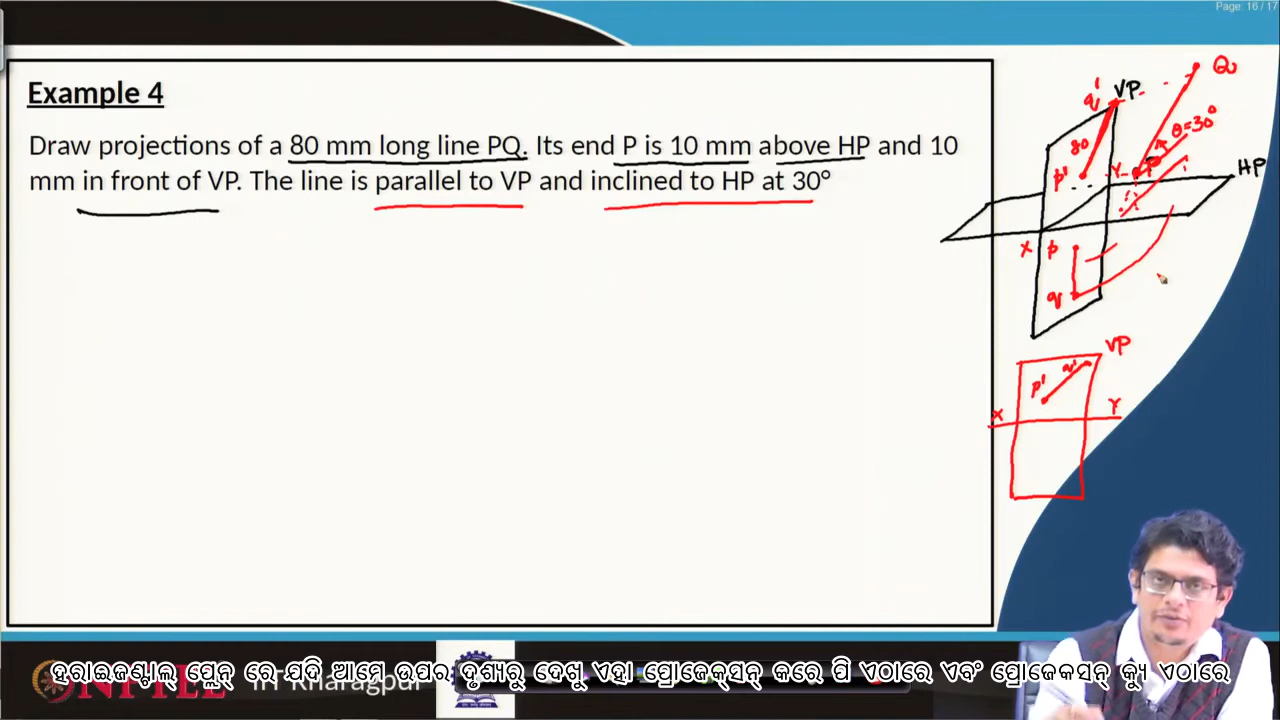 Page: 16 / 17
Example 4
Draw projections of a 80 mm long line PQ. Its end P is 10 mm above HP and 10
mm in front of VP. The line is parallel to VP and inclined to HP at 30°
Q
q' VP
θ=30°
80
p' Y P
HP
X p
q
VP
p' q'
X Y
ହରାଇଜଣ୍ଟାଲ୍ ପ୍ଲେନ୍ ରେ ଯଦି ଆମେ ଉପର ଦୃଶ୍ୟରୁ ଦେଖୁ ଏହା ପ୍ରୋଜେକ୍ସନ୍ କରେ ପି ଏଠାରେ ଏବଂ ପ୍ରୋଜେକସନ୍ କ୍ୟୁ ଏଠାରେ